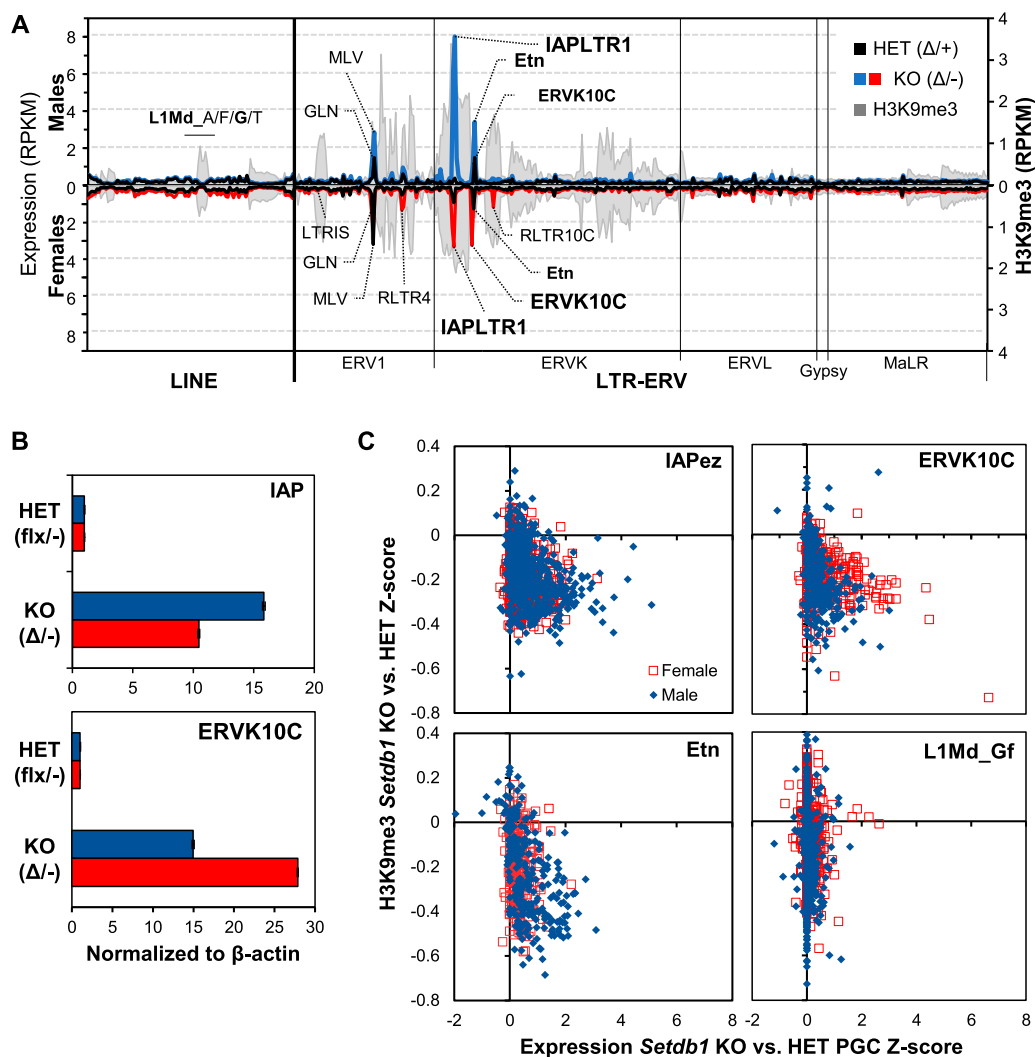 A
Expression (RPKM)
Males
Females
8
6
4
2
0
2
4
6
8
H3K9me3 (RPKM)
4
3
2
1
0
1
2
3
4
HET (Δ/+)
KO (Δ/-)
H3K9me3
L1Md_A/F/G/T
MLV
GLN
IAPLTR1
Etn
ERVK10C
LTRIS
GLN
MLV
RLTR4
IAPLTR1
ERVK10C
Etn
RLTR10C
LINE
ERV1
ERVK
ERVL
Gypsy
MaLR
LTR-ERV
B
IAP
HET
(flx/-)
KO
(Δ/-)
0 5 10 15 20
ERVK10C
HET
(flx/-)
KO
(Δ/-)
0 5 10 15 20 25 30
Normalized to β-actin
C
H3K9me3 Setdb1 KO vs. HET Z-score
0.4
0.2
0
-0.2
-0.4
-0.6
-0.8
IAPez
Female
Male
ERVK10C
0.4
0.2
0
-0.2
-0.4
-0.6
-0.8
Etn
L1Md_Gf
-2 0 2 4 6 8
-2 0 2 4 6 8
Expression Setdb1 KO vs. HET PGC Z-score